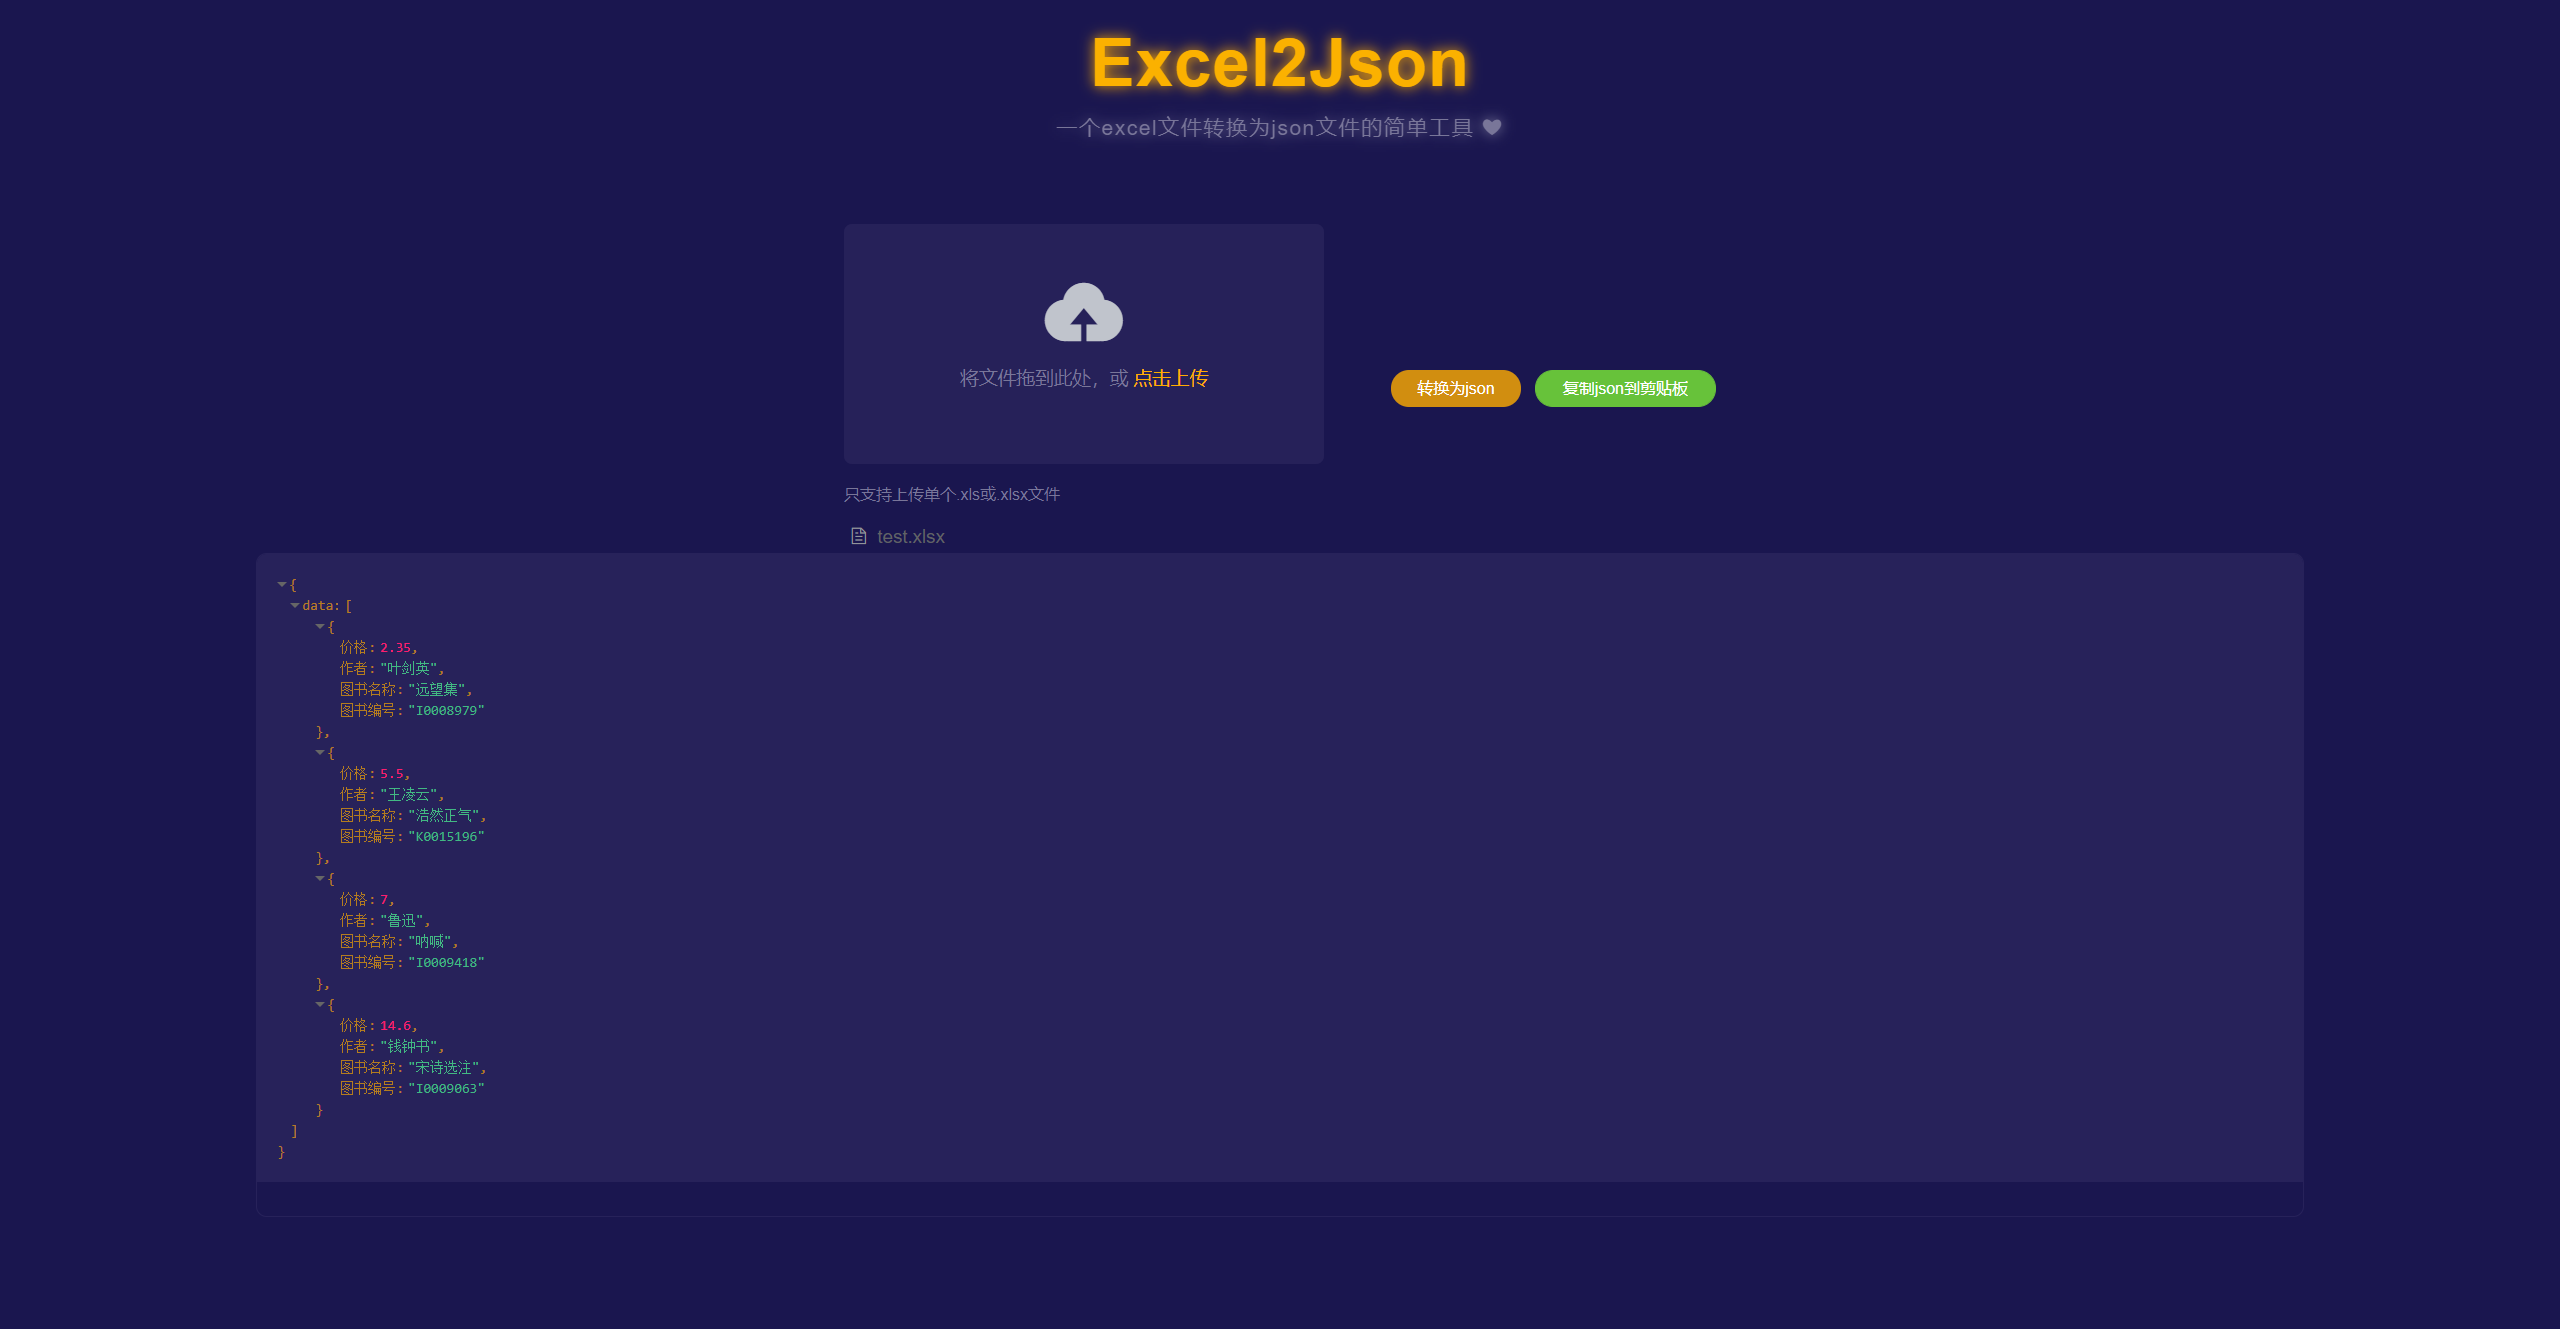 Excel2Json
一个excel文件转换为json文件的简单工具
将文件拖到此处，或 点击上传
转换为json 复制json到剪贴板
只支持上传单个.xls或.xlsx文件
test.xlsx
{
data: [
{
价格: 2.35,
作者: "叶剑英",
图书名称: "远望集",
图书编号: "I0008979"
},
{
价格: 5.5,
作者: "王凌云",
图书名称: "浩然正气",
图书编号: "K0015196"
},
{
价格: 7,
作者: "鲁迅",
图书名称: "呐喊",
图书编号: "I0009418"
},
{
价格: 14.6,
作者: "钱钟书",
图书名称: "宋诗选注",
图书编号: "I0009063"
}
]
}